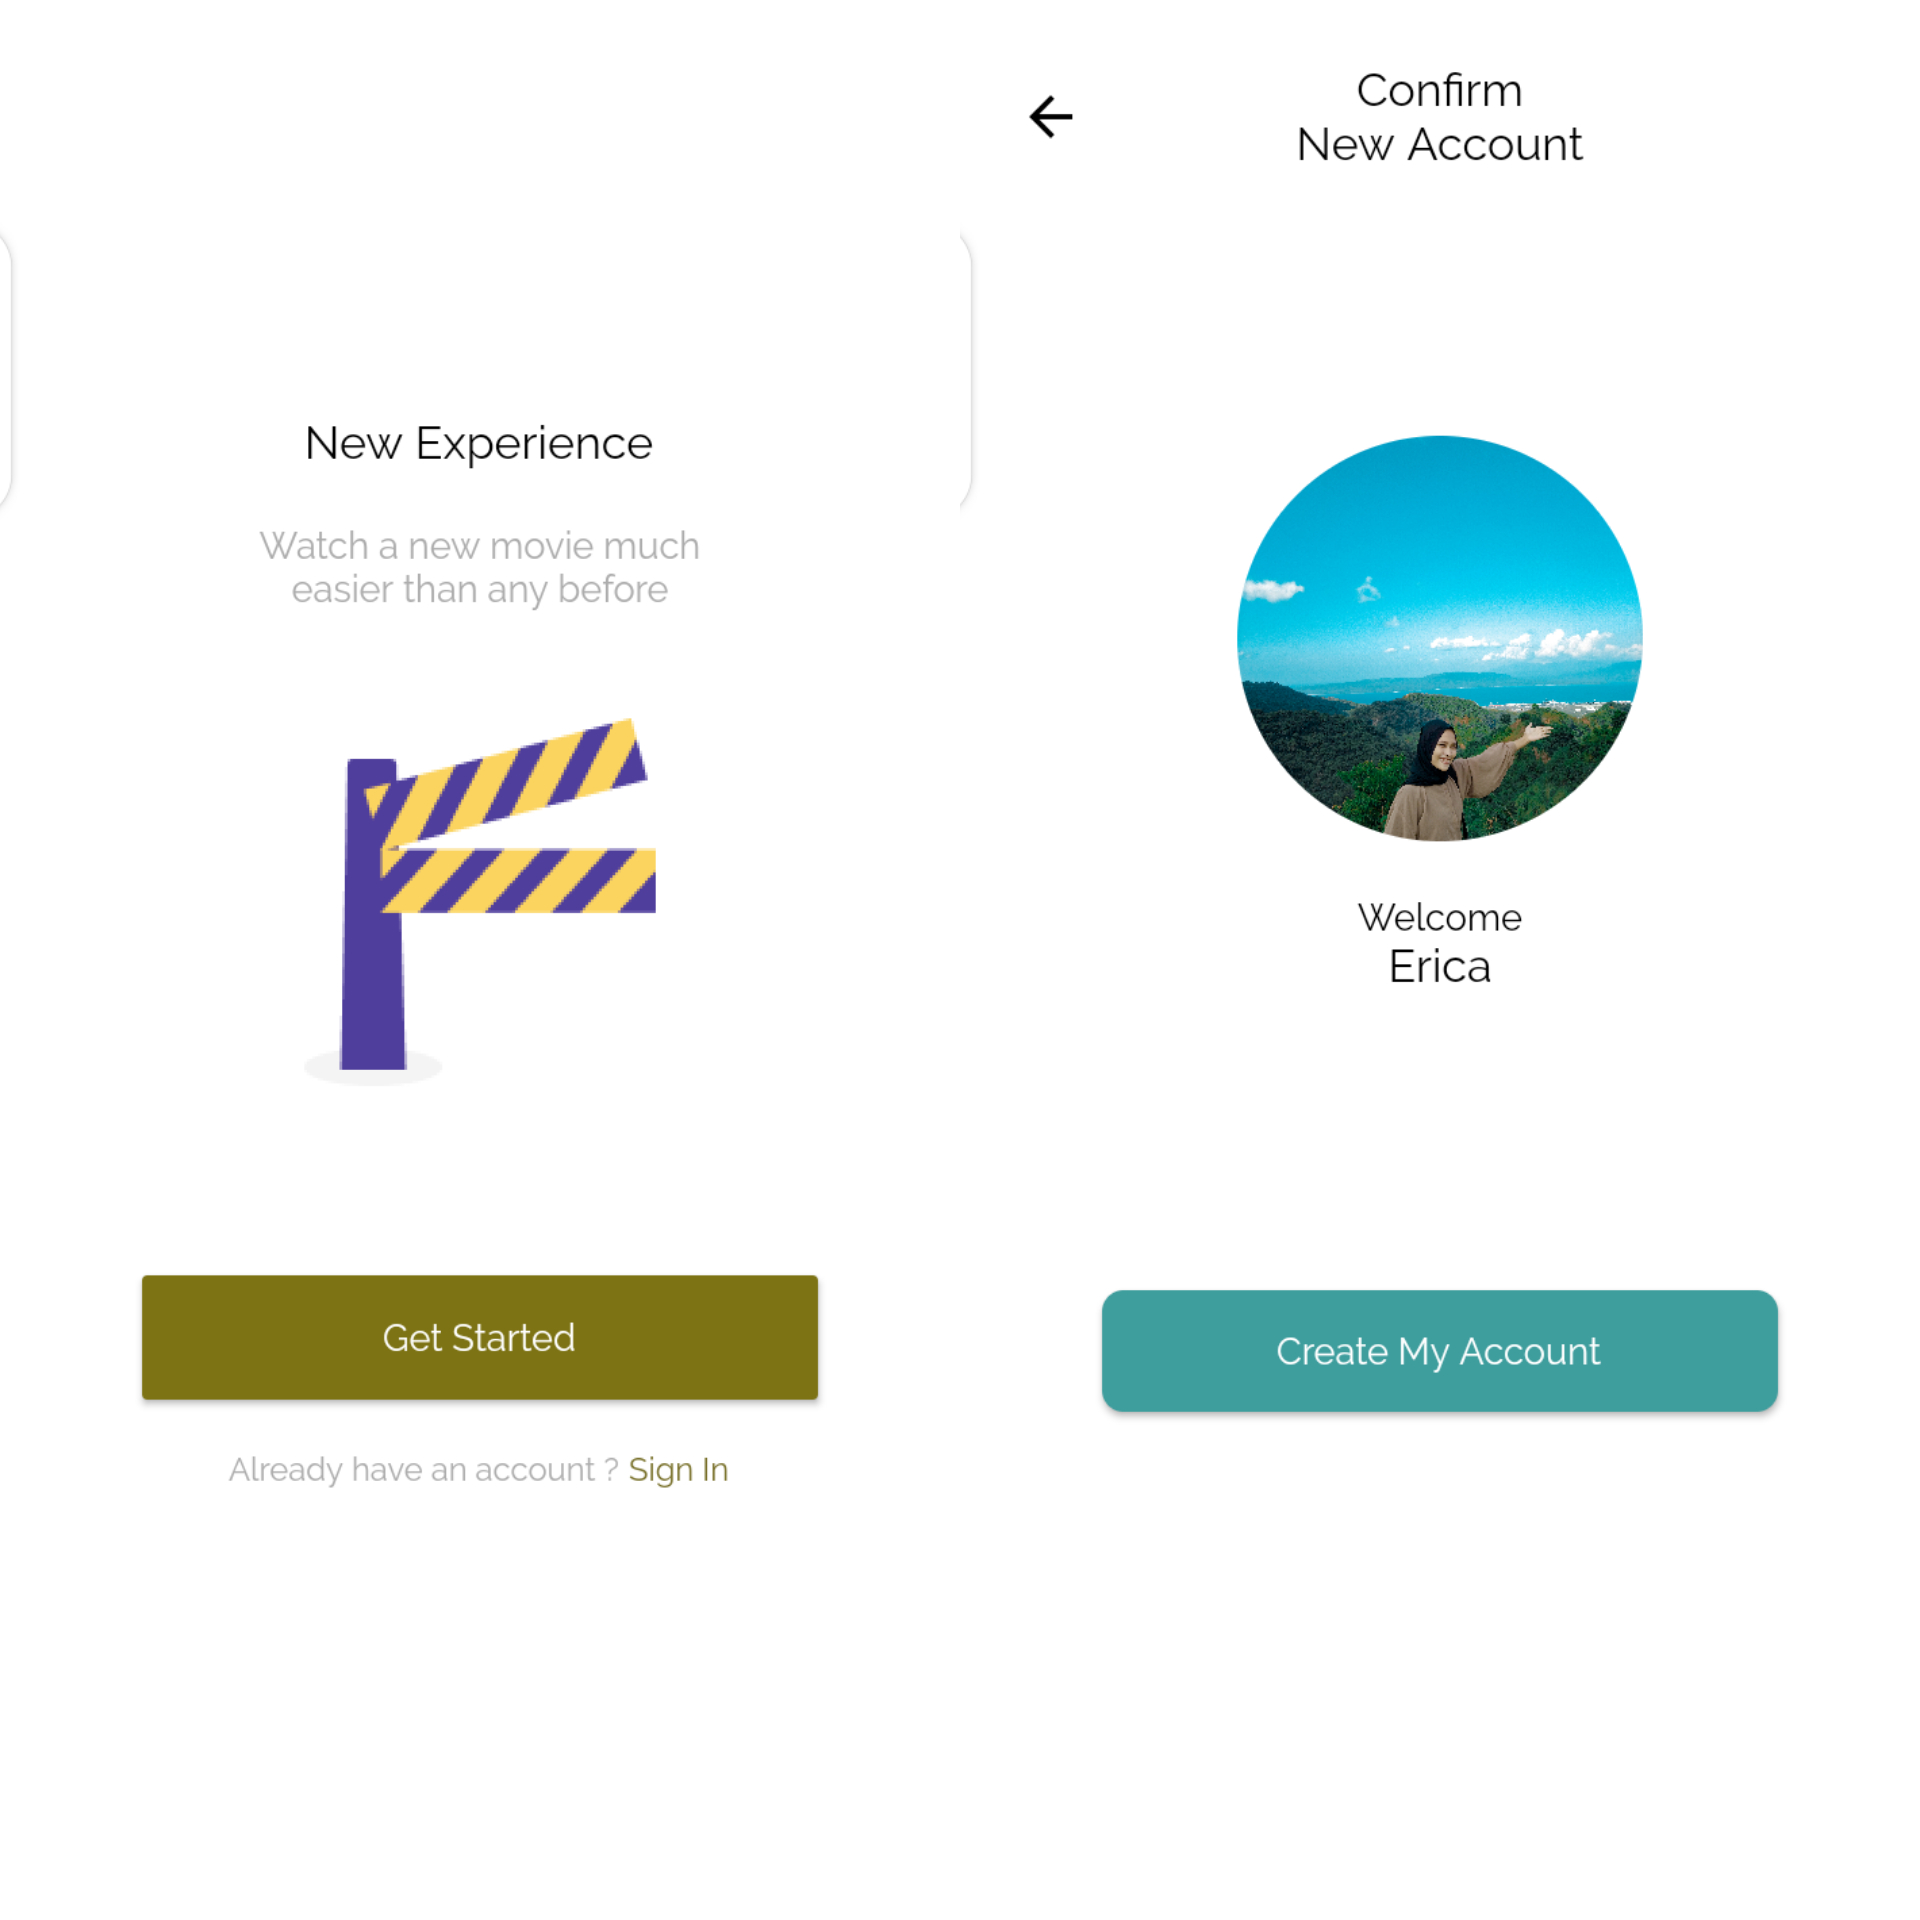 New Experience
Watch a new movie much
easier than any before
Get Started
Already have an account ? Sign In
Confirm
New Account
Welcome
Erica
Create My Account